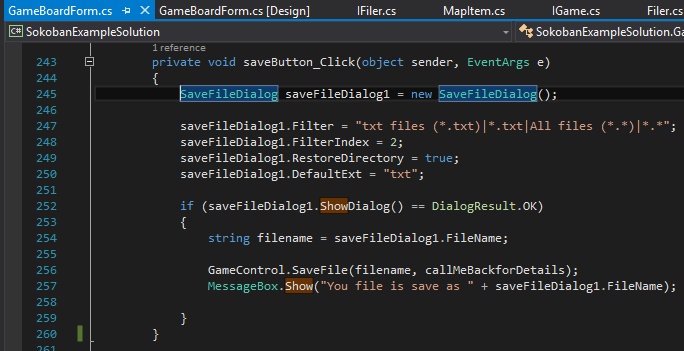 GameBoardForm.cs GameBoardForm.cs [Design] IFiler.cs MapItem.cs IGame.cs Filer.cs
SokobanExampleSolution SokobanExampleSolution.Ga
1 reference
243 private void saveButton_Click(object sender, EventArgs e)
244 {
245 SaveFileDialog saveFileDialog1 = new SaveFileDialog();
246
247 saveFileDialog1.Filter = "txt files (*.txt)|*.txt|All files (*.*)|*.*";
248 saveFileDialog1.FilterIndex = 2;
249 saveFileDialog1.RestoreDirectory = true;
250 saveFileDialog1.DefaultExt = "txt";
251
252 if (saveFileDialog1.ShowDialog() == DialogResult.OK)
253 {
254 string filename = saveFileDialog1.FileName;
255
256 GameControl.SaveFile(filename, callMeBackforDetails);
257 MessageBox.Show("You file is save as " + saveFileDialog1.FileName);
258
259 }
260 }